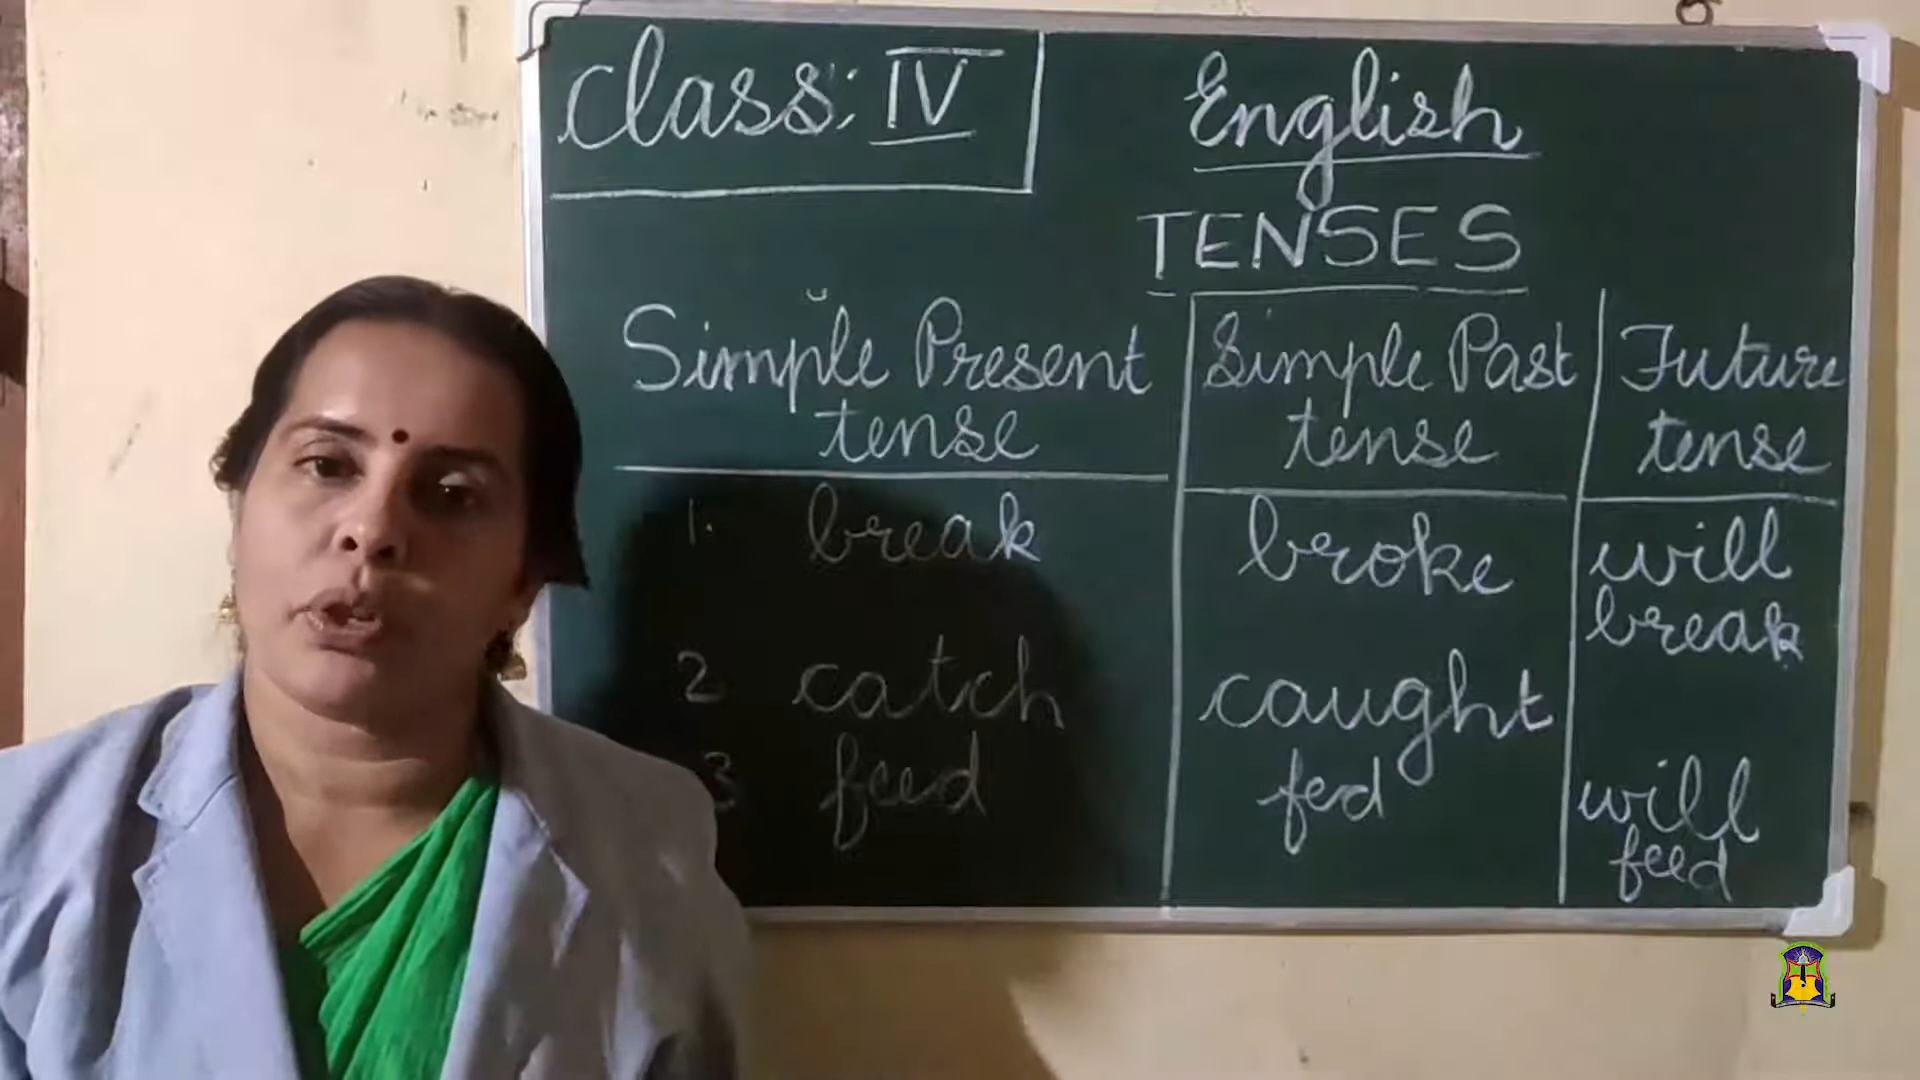 Class: IV
English
TENSES
Simple Present tense
Simple Past tense
Future tense
1. break broke will break
2 catch caught
3 feed fed will feed